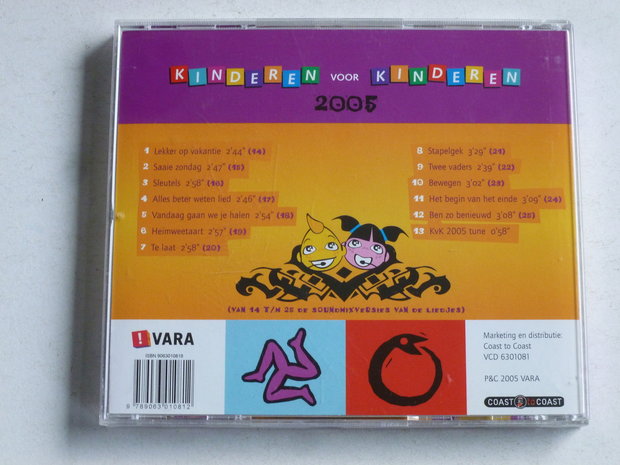 KINDEREN VOOR KINDEREN
2005
1 Lekker op vakantie 2'44" (14)
2 Saaie zondag 2'47" (15)
3 Sleutels 2'58" (16)
4 Alles beter weten lied 2'46" (17)
5 Vandaag gaan we je halen 2'54" (18)
6 Heimweetaart 2'57" (19)
7 Te laat 2'58" (20)
8 Stapelgek 3'29" (21)
9 Twee vaders 2'39" (22)
10 Bewegen 3'02" (23)
11 Het begin van het einde 3'09" (24)
12 Ben zo benieuwd 3'08" (25)
13 KvK 2005 tune 0'58"
(VAN 14 T/M 25 DE SOUNDMIXVERSIES VAN DE LIEDJES)
! VARA
ISBN 9063010818
9 789063 010812
Marketing en distributie:
Coast to Coast
VCD 6301081
P&C 2005 VARA
COAST to COAST